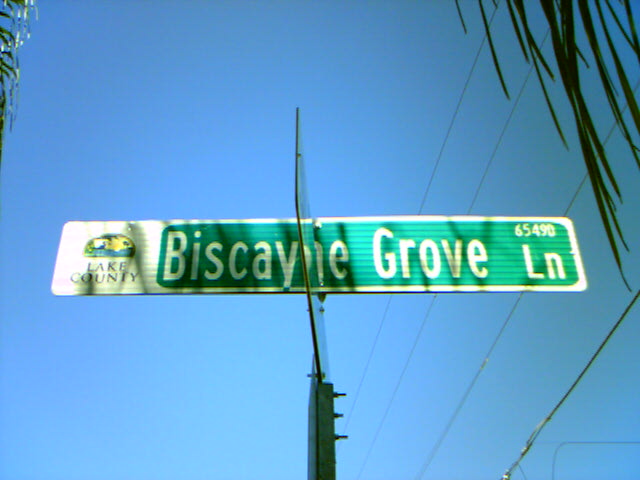 LAKE
COUNTY
Biscayne Grove Ln
65490